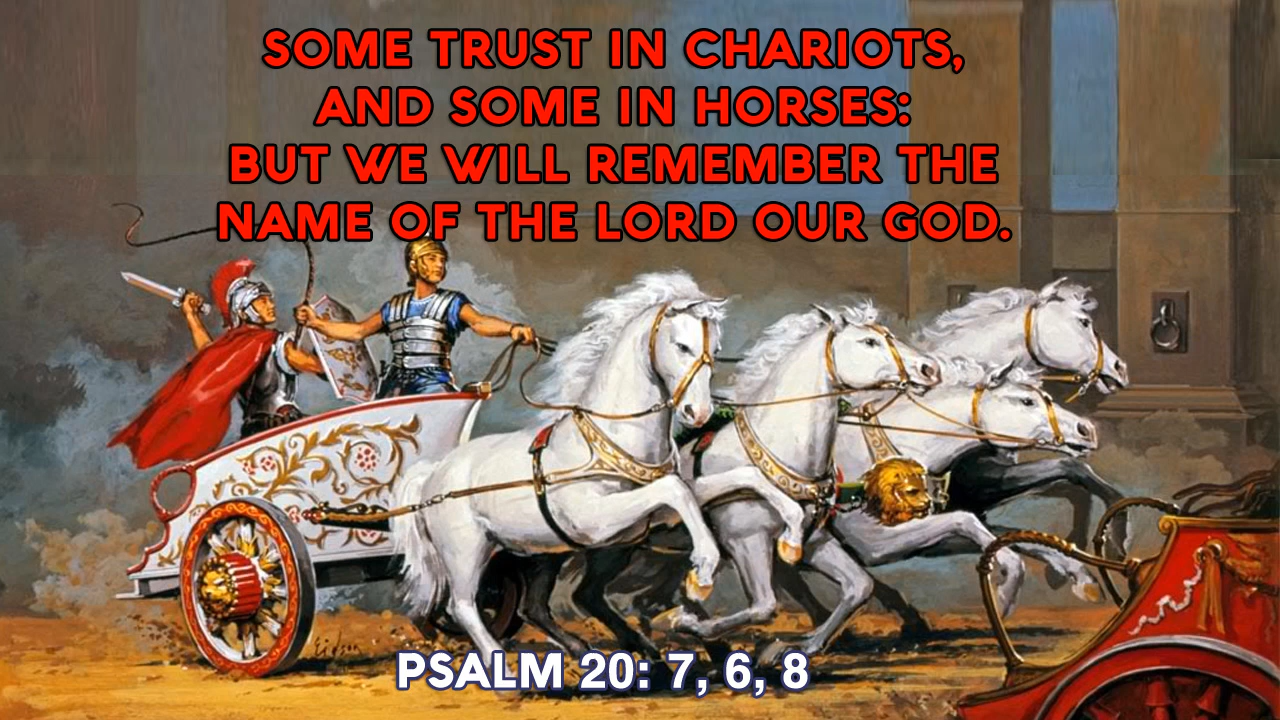 SOME TRUST IN CHARIOTS,
AND SOME IN HORSES:
BUT WE WILL REMEMBER THE
NAME OF THE LORD OUR GOD.
Eidson
PSALM 20: 7, 6, 8